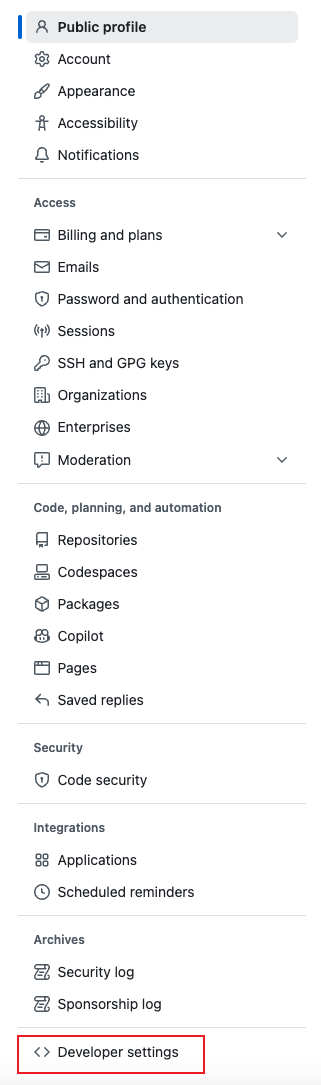 Public profile
Account
Appearance
Accessibility
Notifications
Access
Billing and plans
Emails
Password and authentication
Sessions
SSH and GPG keys
Organizations
Enterprises
Moderation
Code, planning, and automation
Repositories
Codespaces
Packages
Copilot
Pages
Saved replies
Security
Code security
Integrations
Applications
Scheduled reminders
Archives
Security log
Sponsorship log
Developer settings